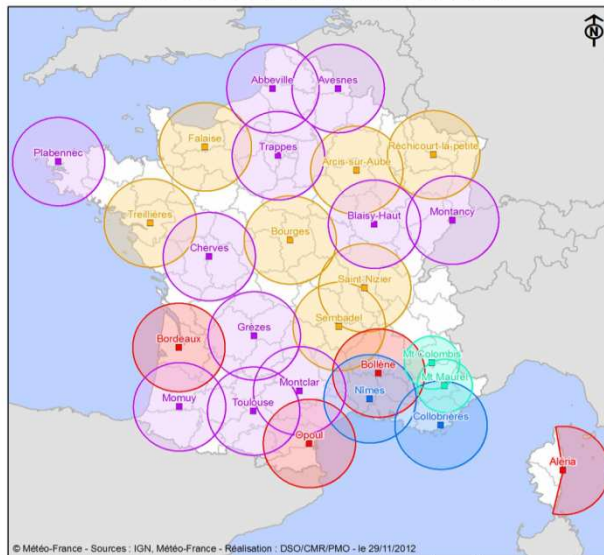 N
Abbeville
Avesnes
Falaise
Trappes
Plabennec
Arcis-sur-Aube
Réchicourt-la-petite
Treillières
Blaisy-Haut
Montancy
Cherves
Bourges
Saint-Nizier
Grèzes
Sembadel
Bordeaux
Mt Colombis
Bollène
Mt Maurel
Momuy
Toulouse
Montclar
Nîmes
Collobrières
Opoul
Aléria
© Météo-France - Sources : IGN, Météo-France - Réalisation : DSO/CMR/PMO - le 29/11/2012